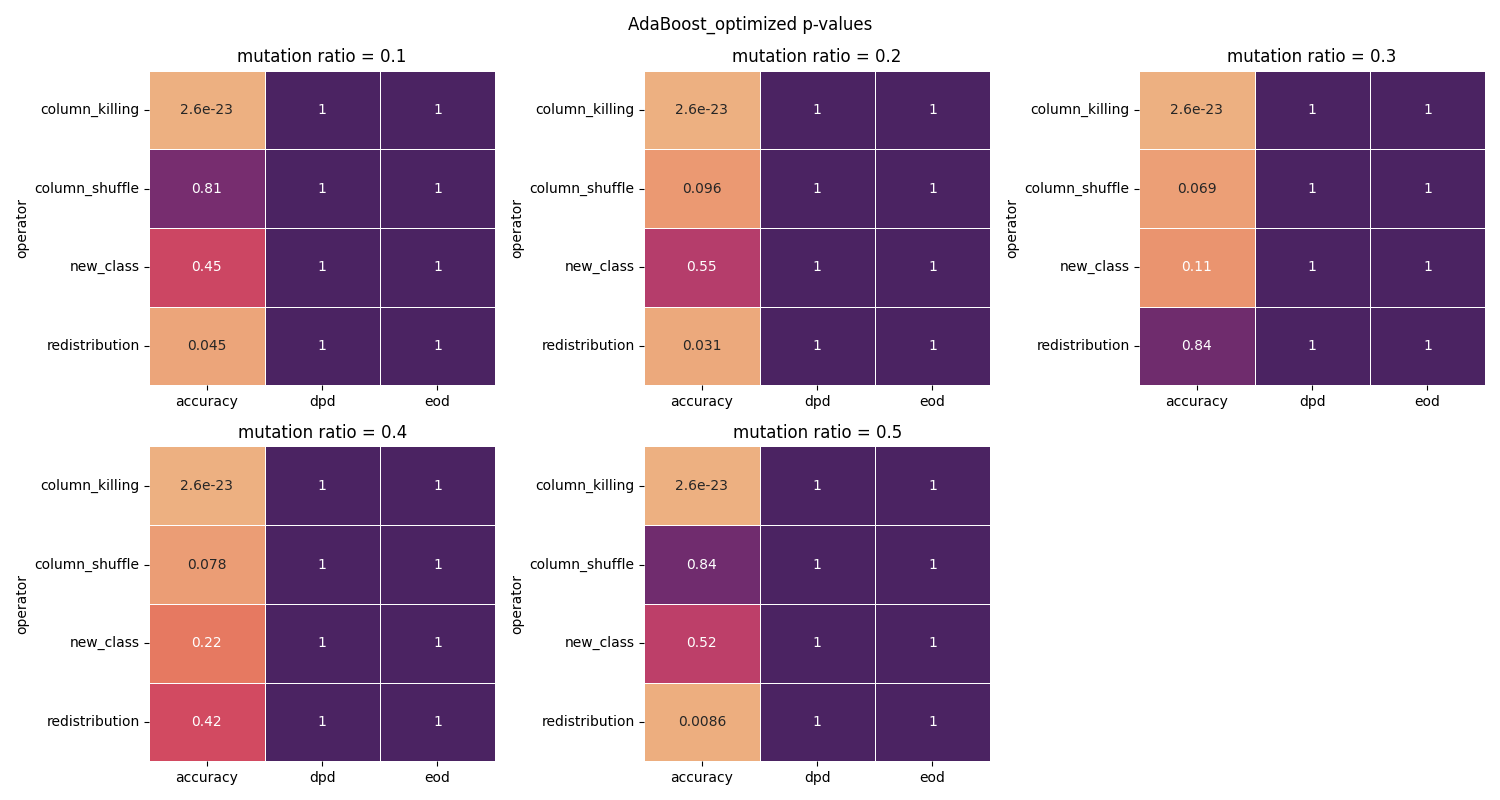 AdaBoost_optimized p-values
mutation ratio = 0.1
operator
column_killing 2.6e-23 1 1
column_shuffle 0.81 1 1
new_class 0.45 1 1
redistribution 0.045 1 1
accuracy dpd eod
mutation ratio = 0.2
operator
column_killing 2.6e-23 1 1
column_shuffle 0.096 1 1
new_class 0.55 1 1
redistribution 0.031 1 1
accuracy dpd eod
mutation ratio = 0.3
operator
column_killing 2.6e-23 1 1
column_shuffle 0.069 1 1
new_class 0.11 1 1
redistribution 0.84 1 1
accuracy dpd eod
mutation ratio = 0.4
operator
column_killing 2.6e-23 1 1
column_shuffle 0.078 1 1
new_class 0.22 1 1
redistribution 0.42 1 1
accuracy dpd eod
mutation ratio = 0.5
operator
column_killing 2.6e-23 1 1
column_shuffle 0.84 1 1
new_class 0.52 1 1
redistribution 0.0086 1 1
accuracy dpd eod